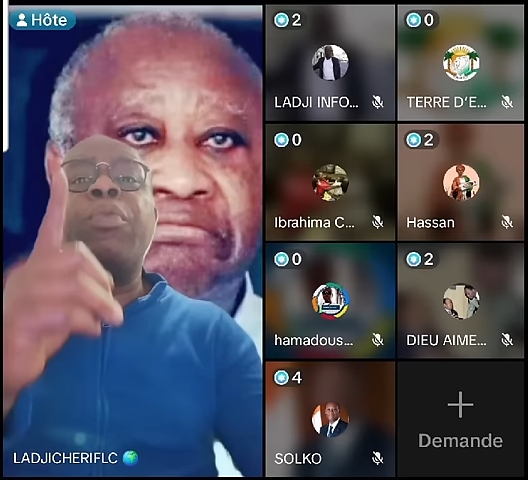 Hôte
2
0
LADJI INFO...
TERRE D'E...
0
2
Ibrahima C...
Hassan
0
2
hamadous...
DIEU AIME...
4
SOLKO
Demande
LADJICHERIFLC